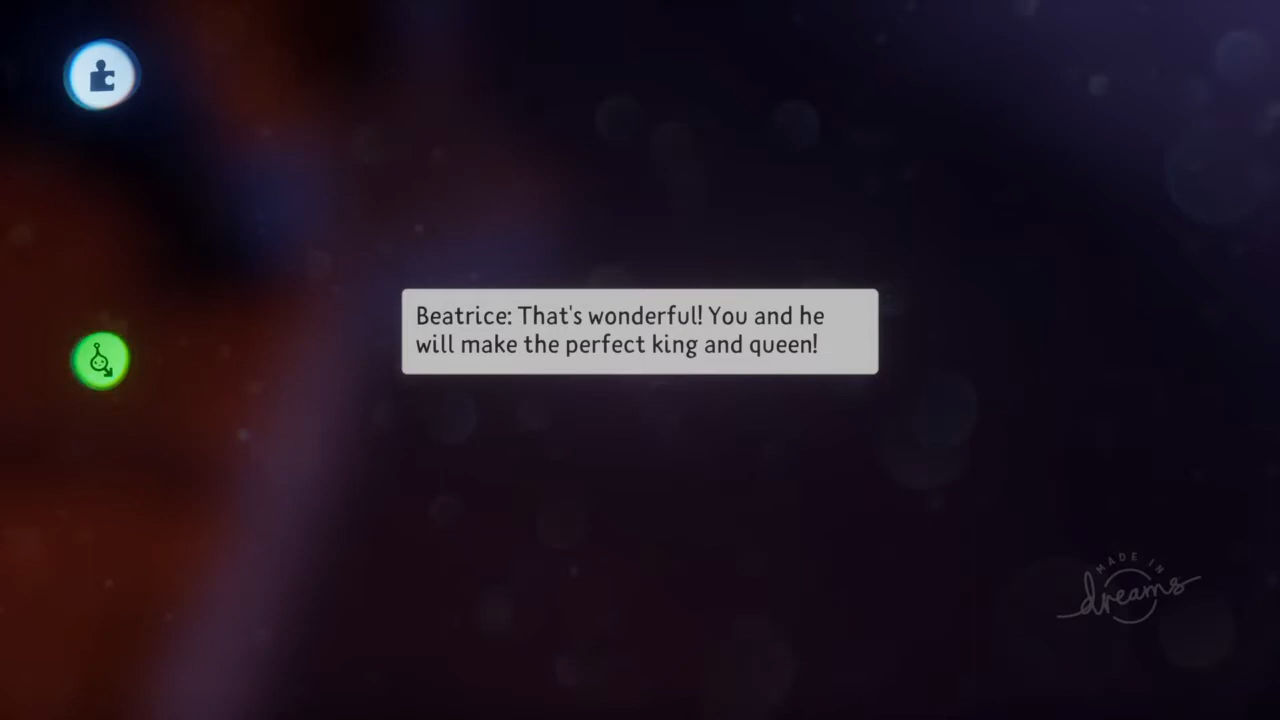 Beatrice: That's wonderful! You and he
will make the perfect king and queen!
MADE IN
dreams